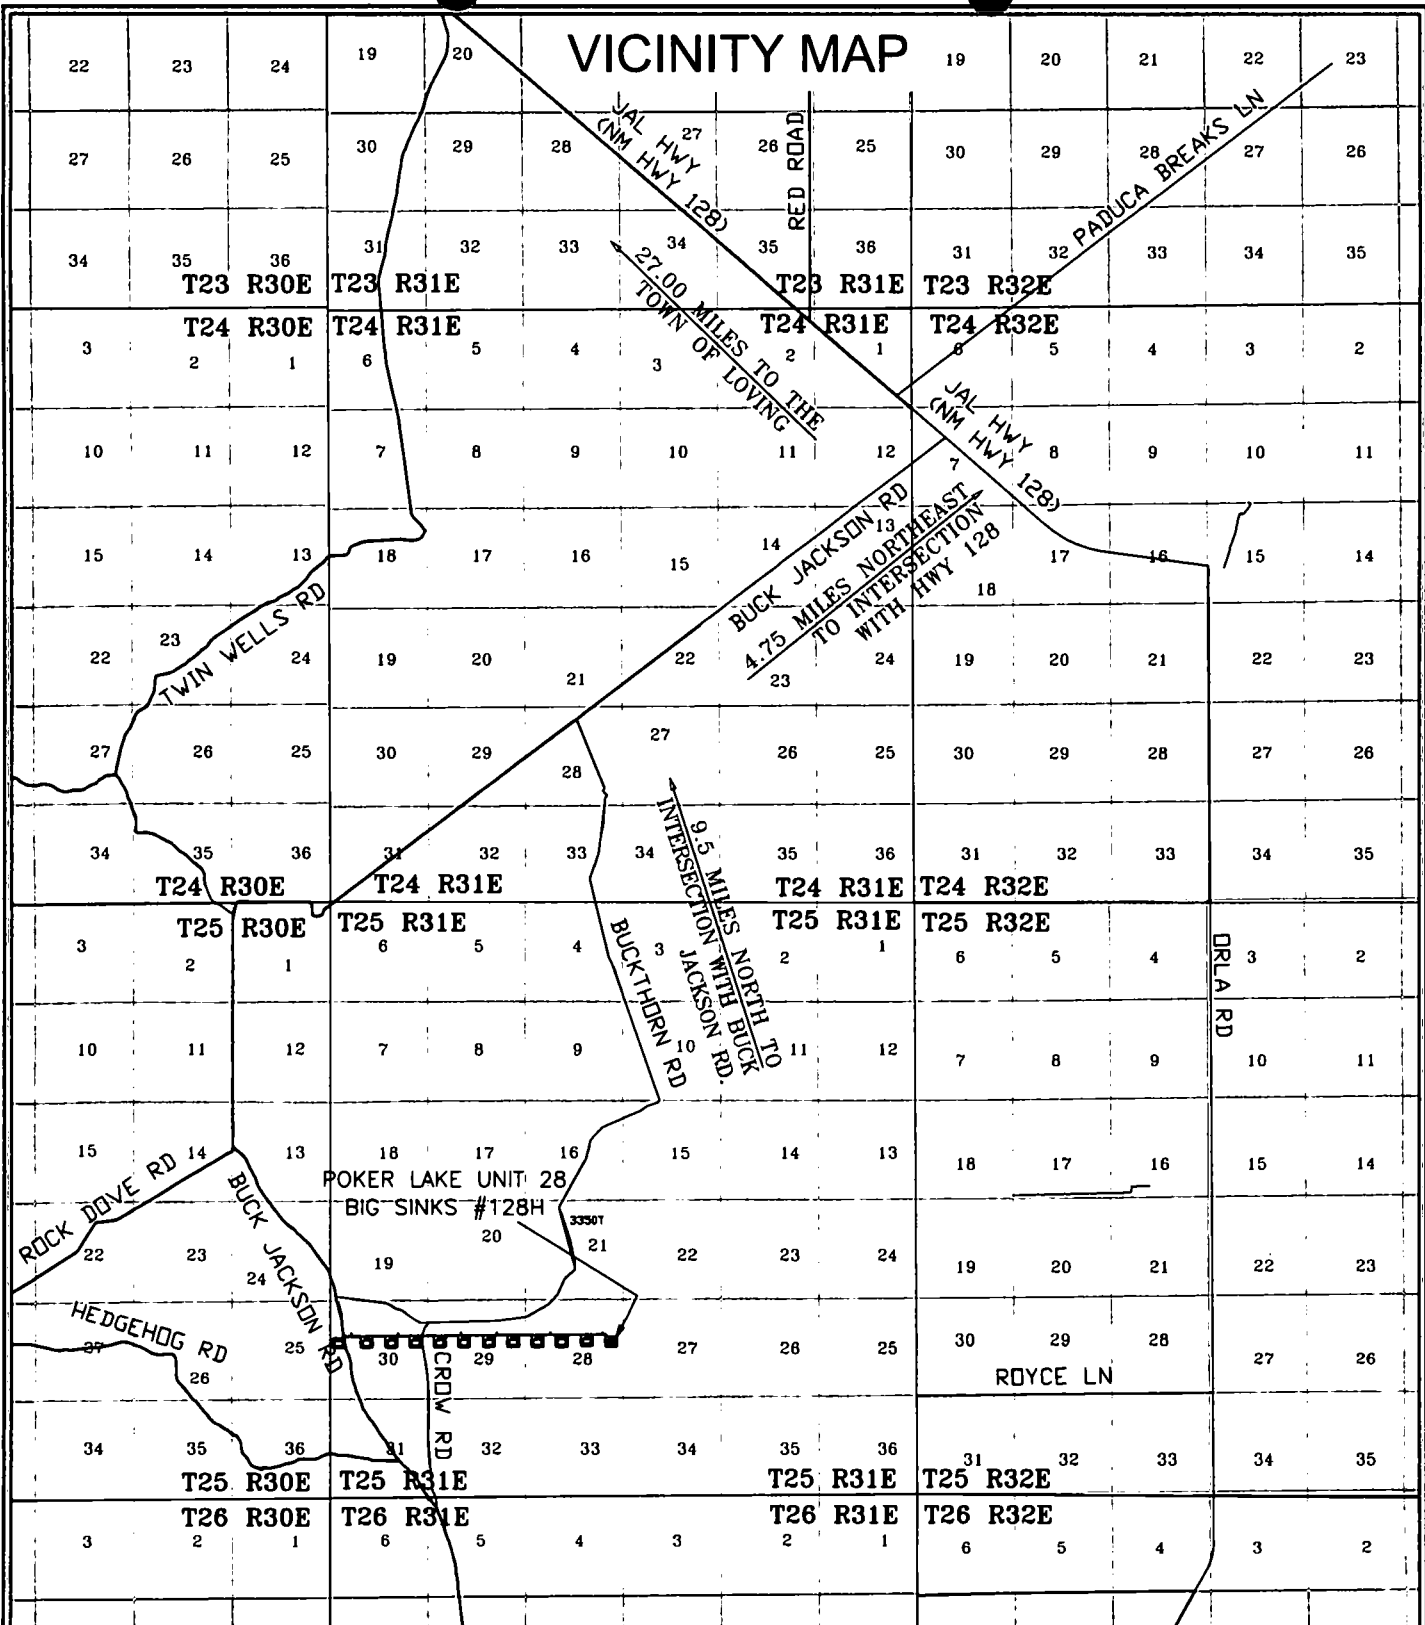 VICINITY MAP
22 23 24 19 20 19 20 21 22 23
JAL HWY
(NM HWY 128)
RED ROAD
PADUCA BREAKS LN
27 26 25 30 29 28 27 26 25 30 29 28 27 26
34 35 36 31 32 33 34 35 36 31 32 33 34 35
T23 R30E T23 R31E T23 R31E T23 R32E
27.00 MILES TO THE
TOWN OF LOVING
T24 R30E T24 R31E T24 R31E T24 R32E
3 2 1 6 5 4 3 2 1 6 5 4 3 2
JAL HWY
(NM HWY 128)
10 11 12 7 8 9 10 11 12 7 8 9 10 11
BUCK JACKSON RD
4.75 MILES NORTHEAST
TO INTERSECTION
WITH HWY 128
15 14 13 18 17 16 15 14 13 18 17 16 15 14
TWIN WELLS RD
22 23 24 19 20 21 22 23 24 19 20 21 22 23
27 26 25 30 29 28 27 26 25 30 29 28 27 26
9.5 MILES NORTH TO
INTERSECTION WITH BUCK
JACKSON RD.
34 35 36 31 32 33 34 35 36 31 32 33 34 35
T24 R30E T24 R31E T24 R31E T24 R32E
T25 R30E T25 R31E T25 R31E T25 R32E
3 2 1 6 5 4 3 2 1 6 5 4 3 2
BUCKTHORN RD
ORLA RD
10 11 12 7 8 9 10 11 12 7 8 9 10 11
15 14 13 18 17 16 15 14 13 18 17 16 15 14
ROCK DOVE RD
BUCK JACKSON RD
POKER LAKE UNIT 28
BIG SINKS #128H
3350'
22 23 24 19 20 21 22 23 24 19 20 21 22 23
HEDGEHOG RD
27 26 25 30 29 28 27 26 25 30 29 28 27 26
CROW RD
ROYCE LN
34 35 36 31 32 33 34 35 36 31 32 33 34 35
T25 R30E T25 R31E T25 R31E T25 R32E
T26 R30E T26 R31E T26 R31E T26 R32E
3 2 1 6 5 4 3 2 1 6 5 4 3 2